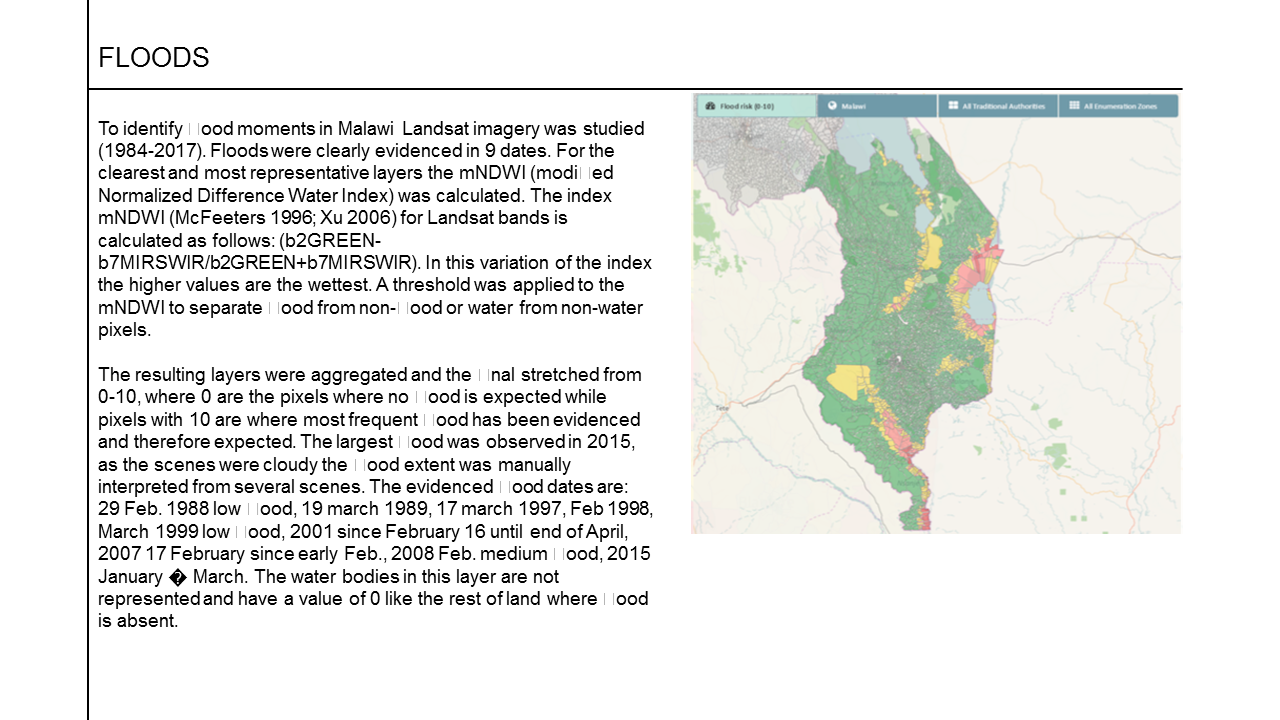 FLOODS
To identify □ood moments in Malawi Landsat imagery was studied
(1984-2017). Floods were clearly evidenced in 9 dates. For the
clearest and most representative layers the mNDWI (modi□ed
Normalized Difference Water Index) was calculated. The index
mNDWI (McFeeters 1996; Xu 2006) for Landsat bands is
calculated as follows: (b2GREEN-
b7MIRSWIR/b2GREEN+b7MIRSWIR). In this variation of the index
the higher values are the wettest. A threshold was applied to the
mNDWI to separate □ood from non-□ood or water from non-water
pixels.
The resulting layers were aggregated and the □nal stretched from
0-10, where 0 are the pixels where no □ood is expected while
pixels with 10 are where most frequent □ood has been evidenced
and therefore expected. The largest □ood was observed in 2015,
as the scenes were cloudy the □ood extent was manually
interpreted from several scenes. The evidenced □ood dates are:
29 Feb. 1988 low □ood, 19 march 1989, 17 march 1997, Feb 1998,
March 1999 low □ood, 2001 since February 16 until end of April,
2007 17 February since early Feb., 2008 Feb. medium □ood, 2015
January � March. The water bodies in this layer are not
represented and have a value of 0 like the rest of land where □ood
is absent.
Flood risk (0-10) Malawi All Traditional Authorities All Enumeration Zones
Tete